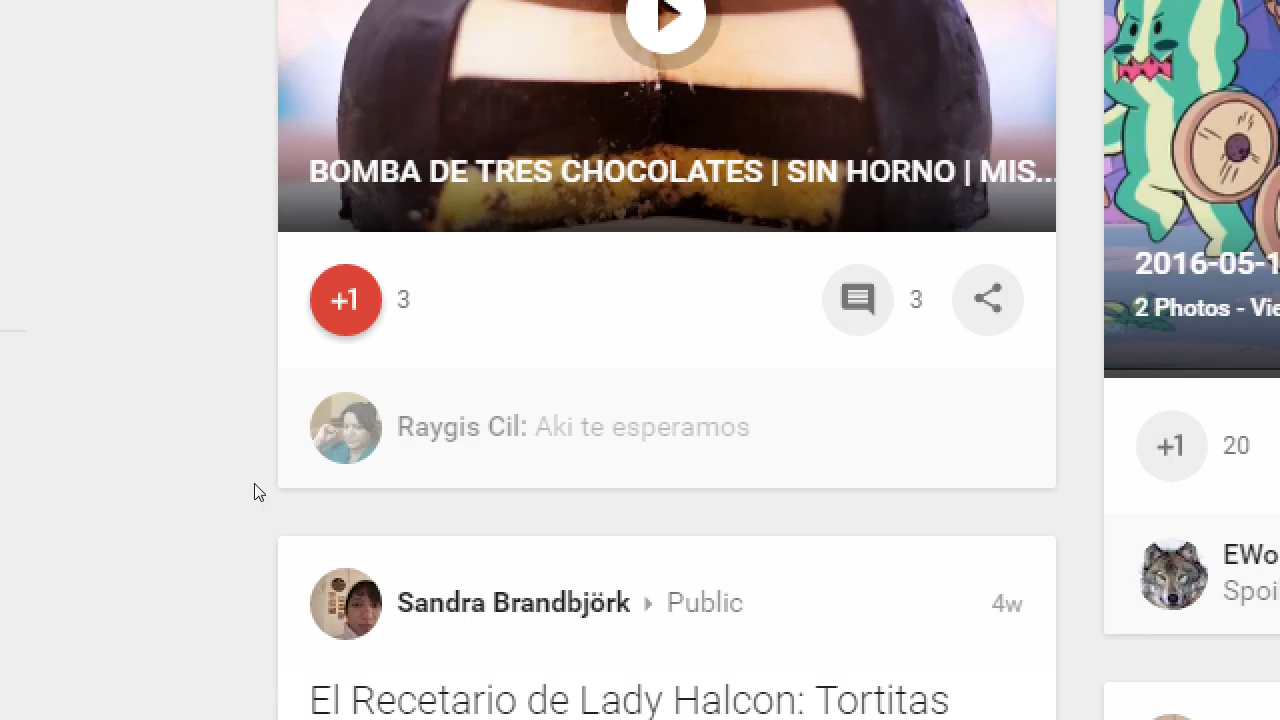 BOMBA DE TRES CHOCOLATES | SIN HORNO | MIS...
+1 3 3
Raygis Cil: Aki te esperamos
Sandra Brandbjörk Public 4w
El Recetario de Lady Halcon: Tortitas
2016-05-1
2 Photos - Vie
+1 20
EWo
Spoi